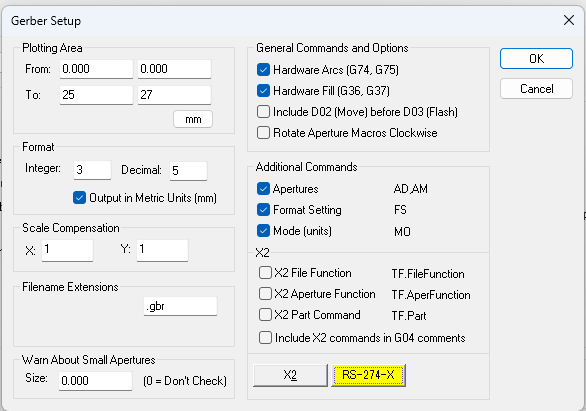 Gerber Setup
Plotting Area
From: 0.000 0.000
To: 25 27
mm
Format
Integer: 3 Decimal: 5
Output in Metric Units (mm)
Scale Compensation
X: 1 Y: 1
Filename Extensions
.gbr
Warn About Small Apertures
Size: 0.000 (0 = Don't Check)
General Commands and Options
Hardware Arcs (G74, G75)
Hardware Fill (G36, G37)
Include D02 (Move) before D03 (Flash)
Rotate Aperture Macros Clockwise
Additional Commands
Apertures AD,AM
Format Setting FS
Mode (units) MO
X2
X2 File Function TF.FileFunction
X2 Aperture Function TF.AperFunction
X2 Part Command TF.Part
Include X2 commands in G04 comments
X2 RS-274-X
OK
Cancel